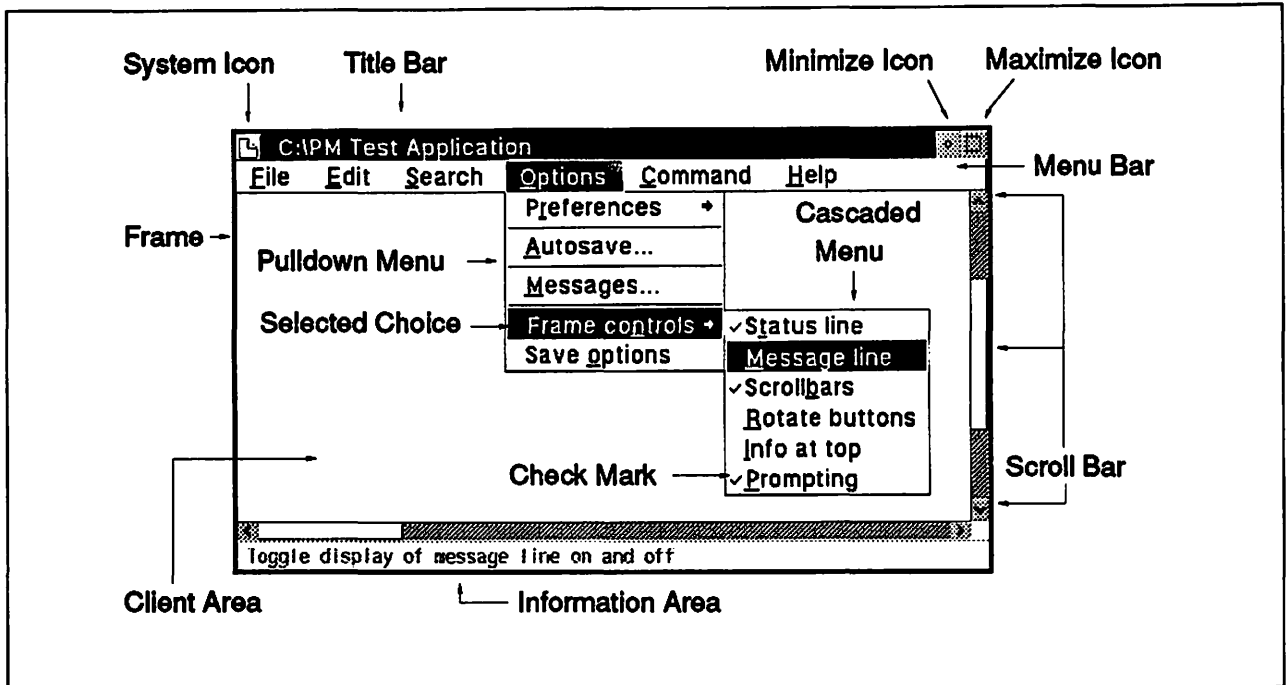 System Icon
Title Bar
Minimize Icon
Maximize Icon
C:\PM Test Application
File Edit Search Options Command Help
Menu Bar
Preferences
Cascaded
Menu
Frame
Autosave...
Pulldown Menu
Messages...
Selected Choice
Frame controls
Status line
Save options
Message line
Scrollbars
Rotate buttons
Info at top
Scroll Bar
Check Mark
Prompting
Toggle display of message line on and off
Client Area
Information Area